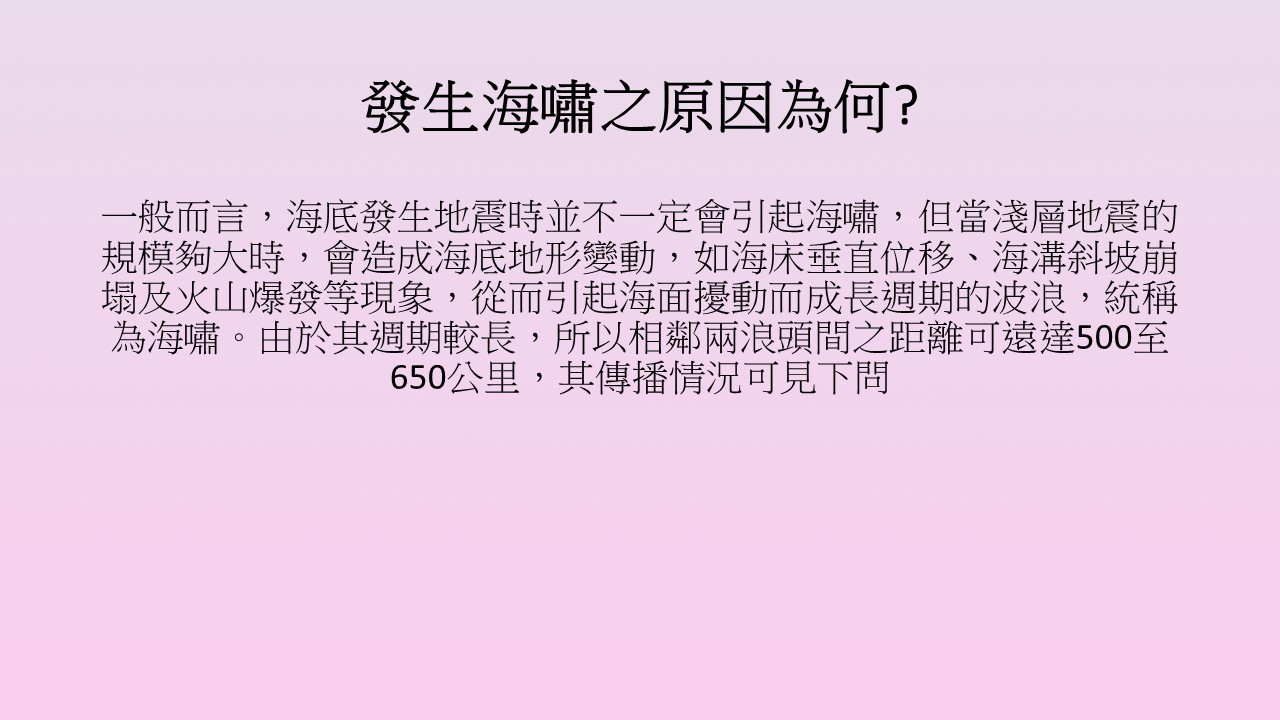 發生海嘯之原因為何?
一般而言，海底發生地震時並不一定會引起海嘯，但當淺層地震的
規模夠大時，會造成海底地形變動，如海床垂直位移、海溝斜坡崩
塌及火山爆發等現象，從而引起海面擾動而成長週期的波浪，統稱
為海嘯。由於其週期較長，所以相鄰兩浪頭間之距離可遠達500至
650公里，其傳播情況可見下問